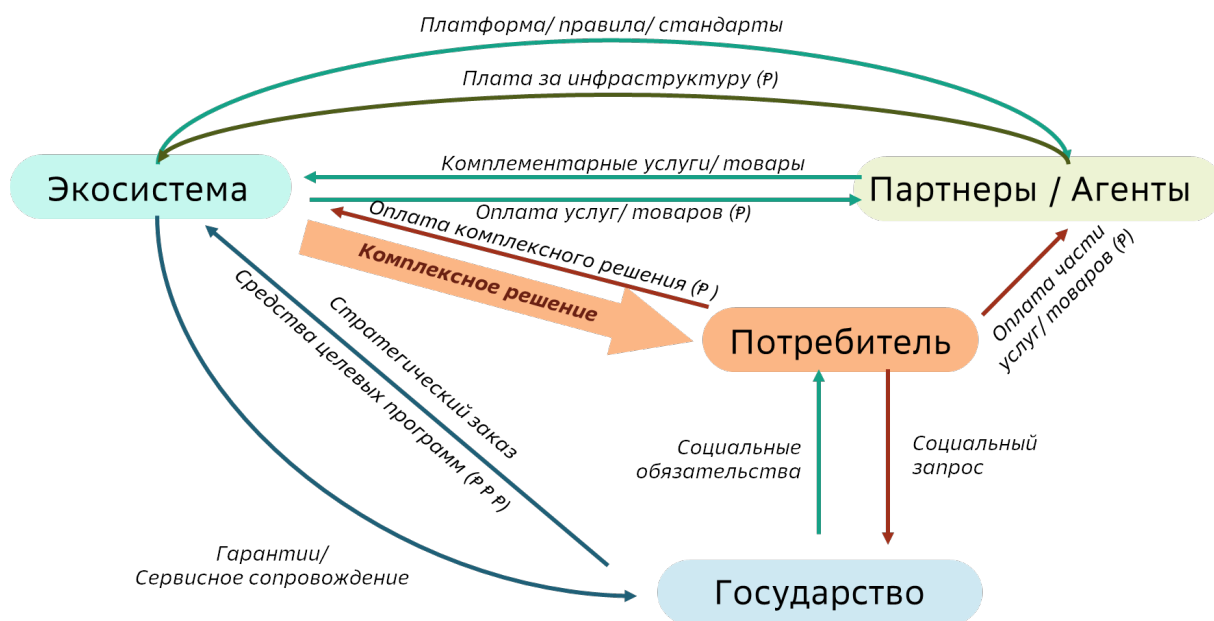 Платформа/ правила/ стандарты
Плата за инфраструктуру (₽)
Экосистема
Комплементарные услуги/ товары
Партнеры / Агенты
Оплата услуг/ товаров (₽)
Оплата комплексного решения (₽ )
Комплексное решение
Оплата части
услуг/ товаров (₽)
Потребитель
Стратегический заказ
Средства целевых программ (₽ ₽ ₽)
Социальные
обязательства
Социальный
запрос
Гарантии/
Сервисное сопровождение
Государство